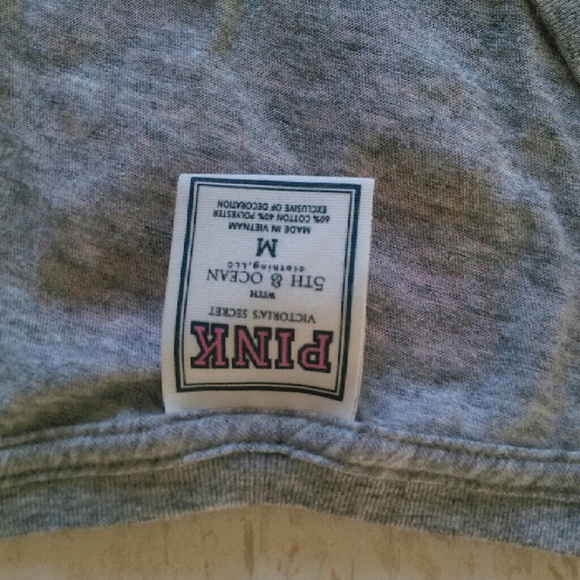 PINK
VICTORIA'S SECRET
WITH
5TH & OCEAN
clothing, LLC
M
MADE IN VIETNAM
60% COTTON 40% POLYESTER
EXCLUSIVE OF DECORATION